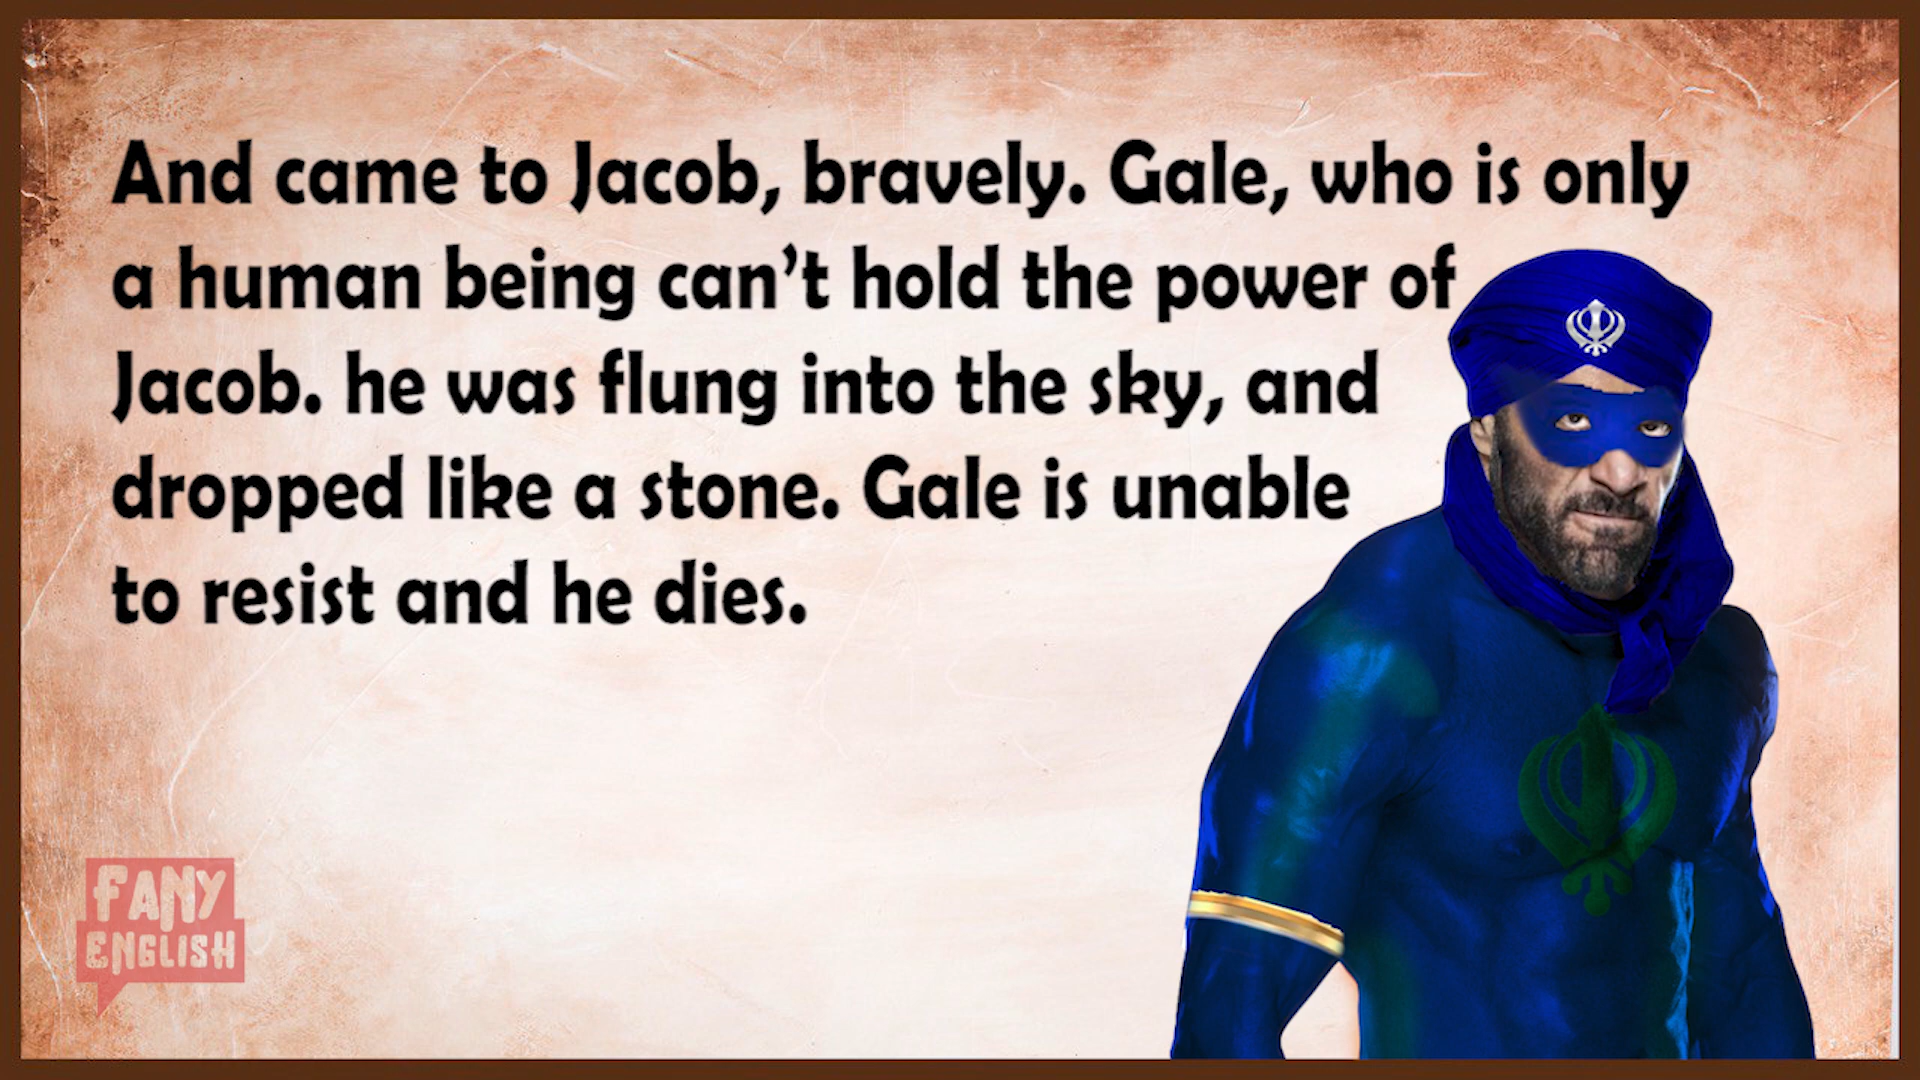 And came to Jacob, bravely. Gale, who is only
a human being can’t hold the power of
Jacob. he was flung into the sky, and
dropped like a stone. Gale is unable
to resist and he dies.
FANY
ENGLISH